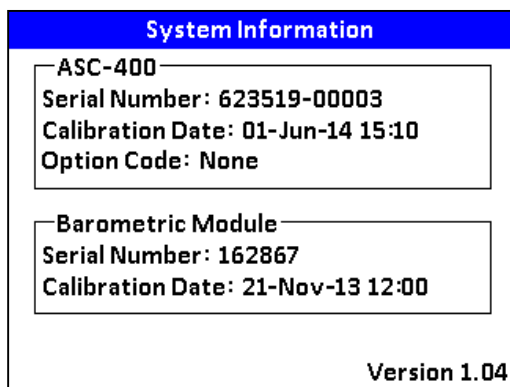 System Information
ASC-400
Serial Number: 623519-00003
Calibration Date: 01-Jun-14 15:10
Option Code: None
Barometric Module
Serial Number: 162867
Calibration Date: 21-Nov-13 12:00
Version 1.04